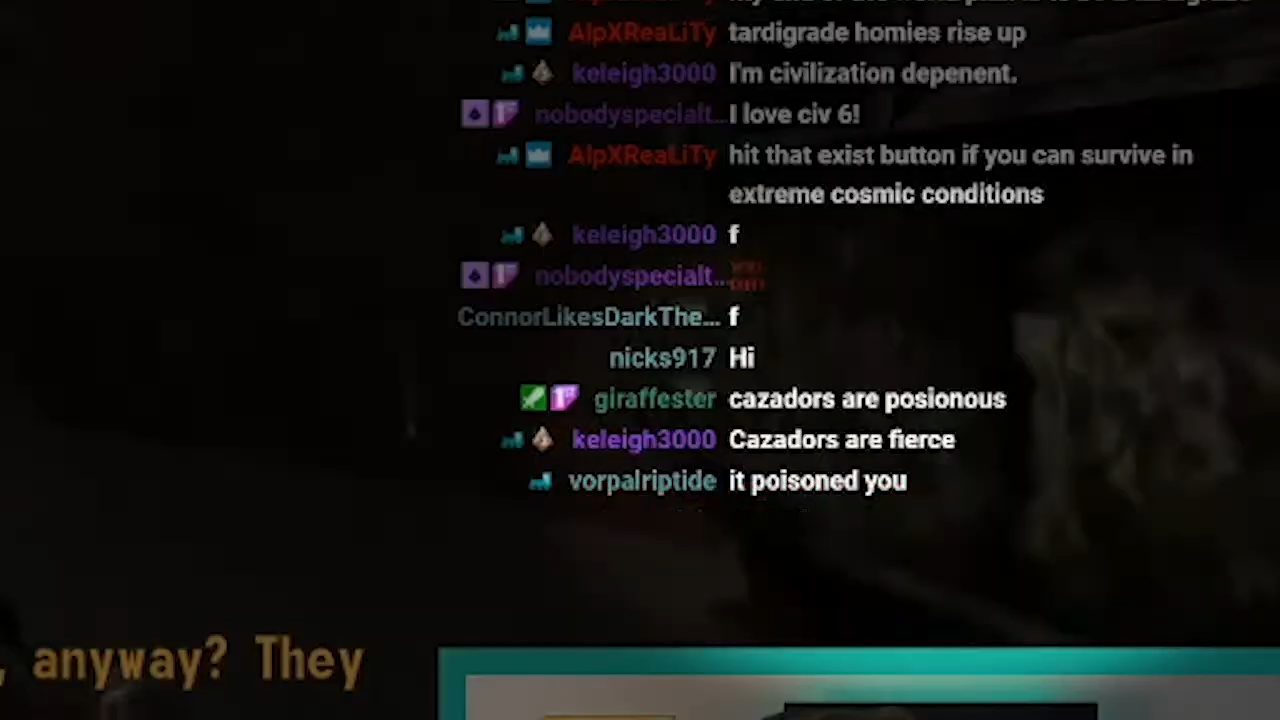 AlpXReaLiTy tardigrade homies rise up
keleigh3000 I'm civilization depenent.
nobodyspecialt... I love civ 6!
AlpXReaLiTy hit that exist button if you can survive in
extreme cosmic conditions
keleigh3000 f
nobodyspecialt...
ConnorLikesDarkThe... f
nicks917 Hi
giraffester cazadors are posionous
keleigh3000 Cazadors are fierce
vorpalriptide it poisoned you
, anyway? They